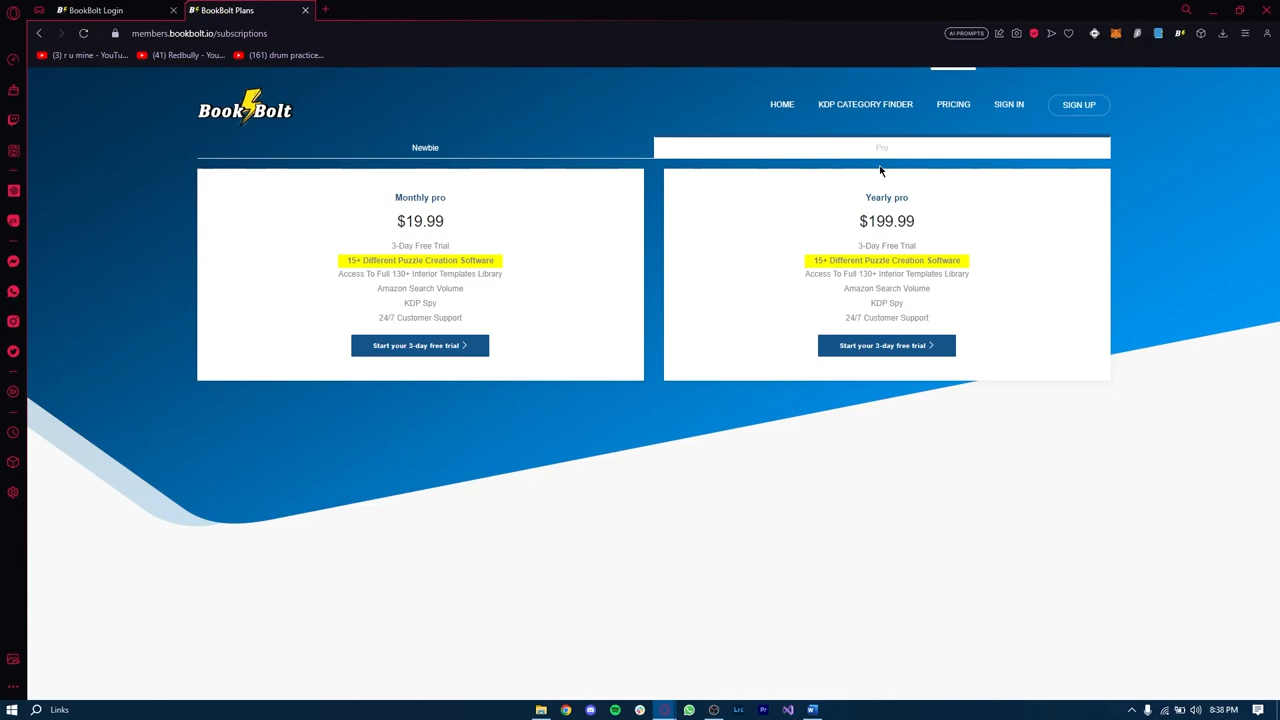 BookBolt Login
BookBolt Plans
members.bookbolt.io/subscriptions
AI PROMPTS
(3) r u mine - YouTu...
(41) Redbully - You...
(161) drum practice...
Book Bolt
HOME
KDP CATEGORY FINDER
PRICING
SIGN IN
SIGN UP
Newbie
Pro
Monthly pro
$19.99
3-Day Free Trial
15+ Different Puzzle Creation Software
Access To Full 130+ Interior Templates Library
Amazon Search Volume
KDP Spy
24/7 Customer Support
Start your 3-day free trial
Yearly pro
$199.99
3-Day Free Trial
15+ Different Puzzle Creation Software
Access To Full 130+ Interior Templates Library
Amazon Search Volume
KDP Spy
24/7 Customer Support
Start your 3-day free trial
Links
Lrc
Pr
8:38 PM